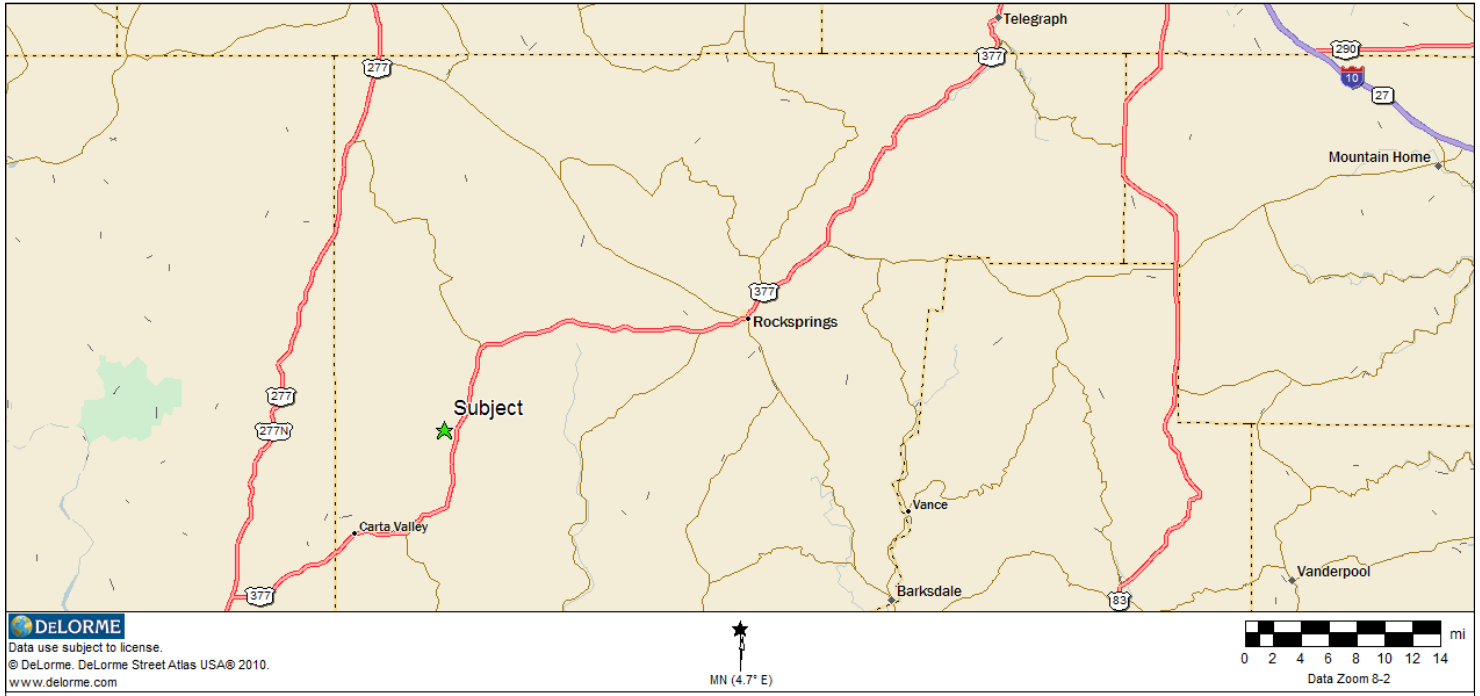 Telegraph
277
377
290
10
27
Mountain Home
377
Rocksprings
277
Subject
277N
Vance
Carta Valley
Vanderpool
377
Barksdale
83
DELORME
Data use subject to license.
© DeLorme. DeLorme Street Atlas USA® 2010.
www.delorme.com
MN (4.7° E)
mi
0 2 4 6 8 10 12 14
Data Zoom 8-2